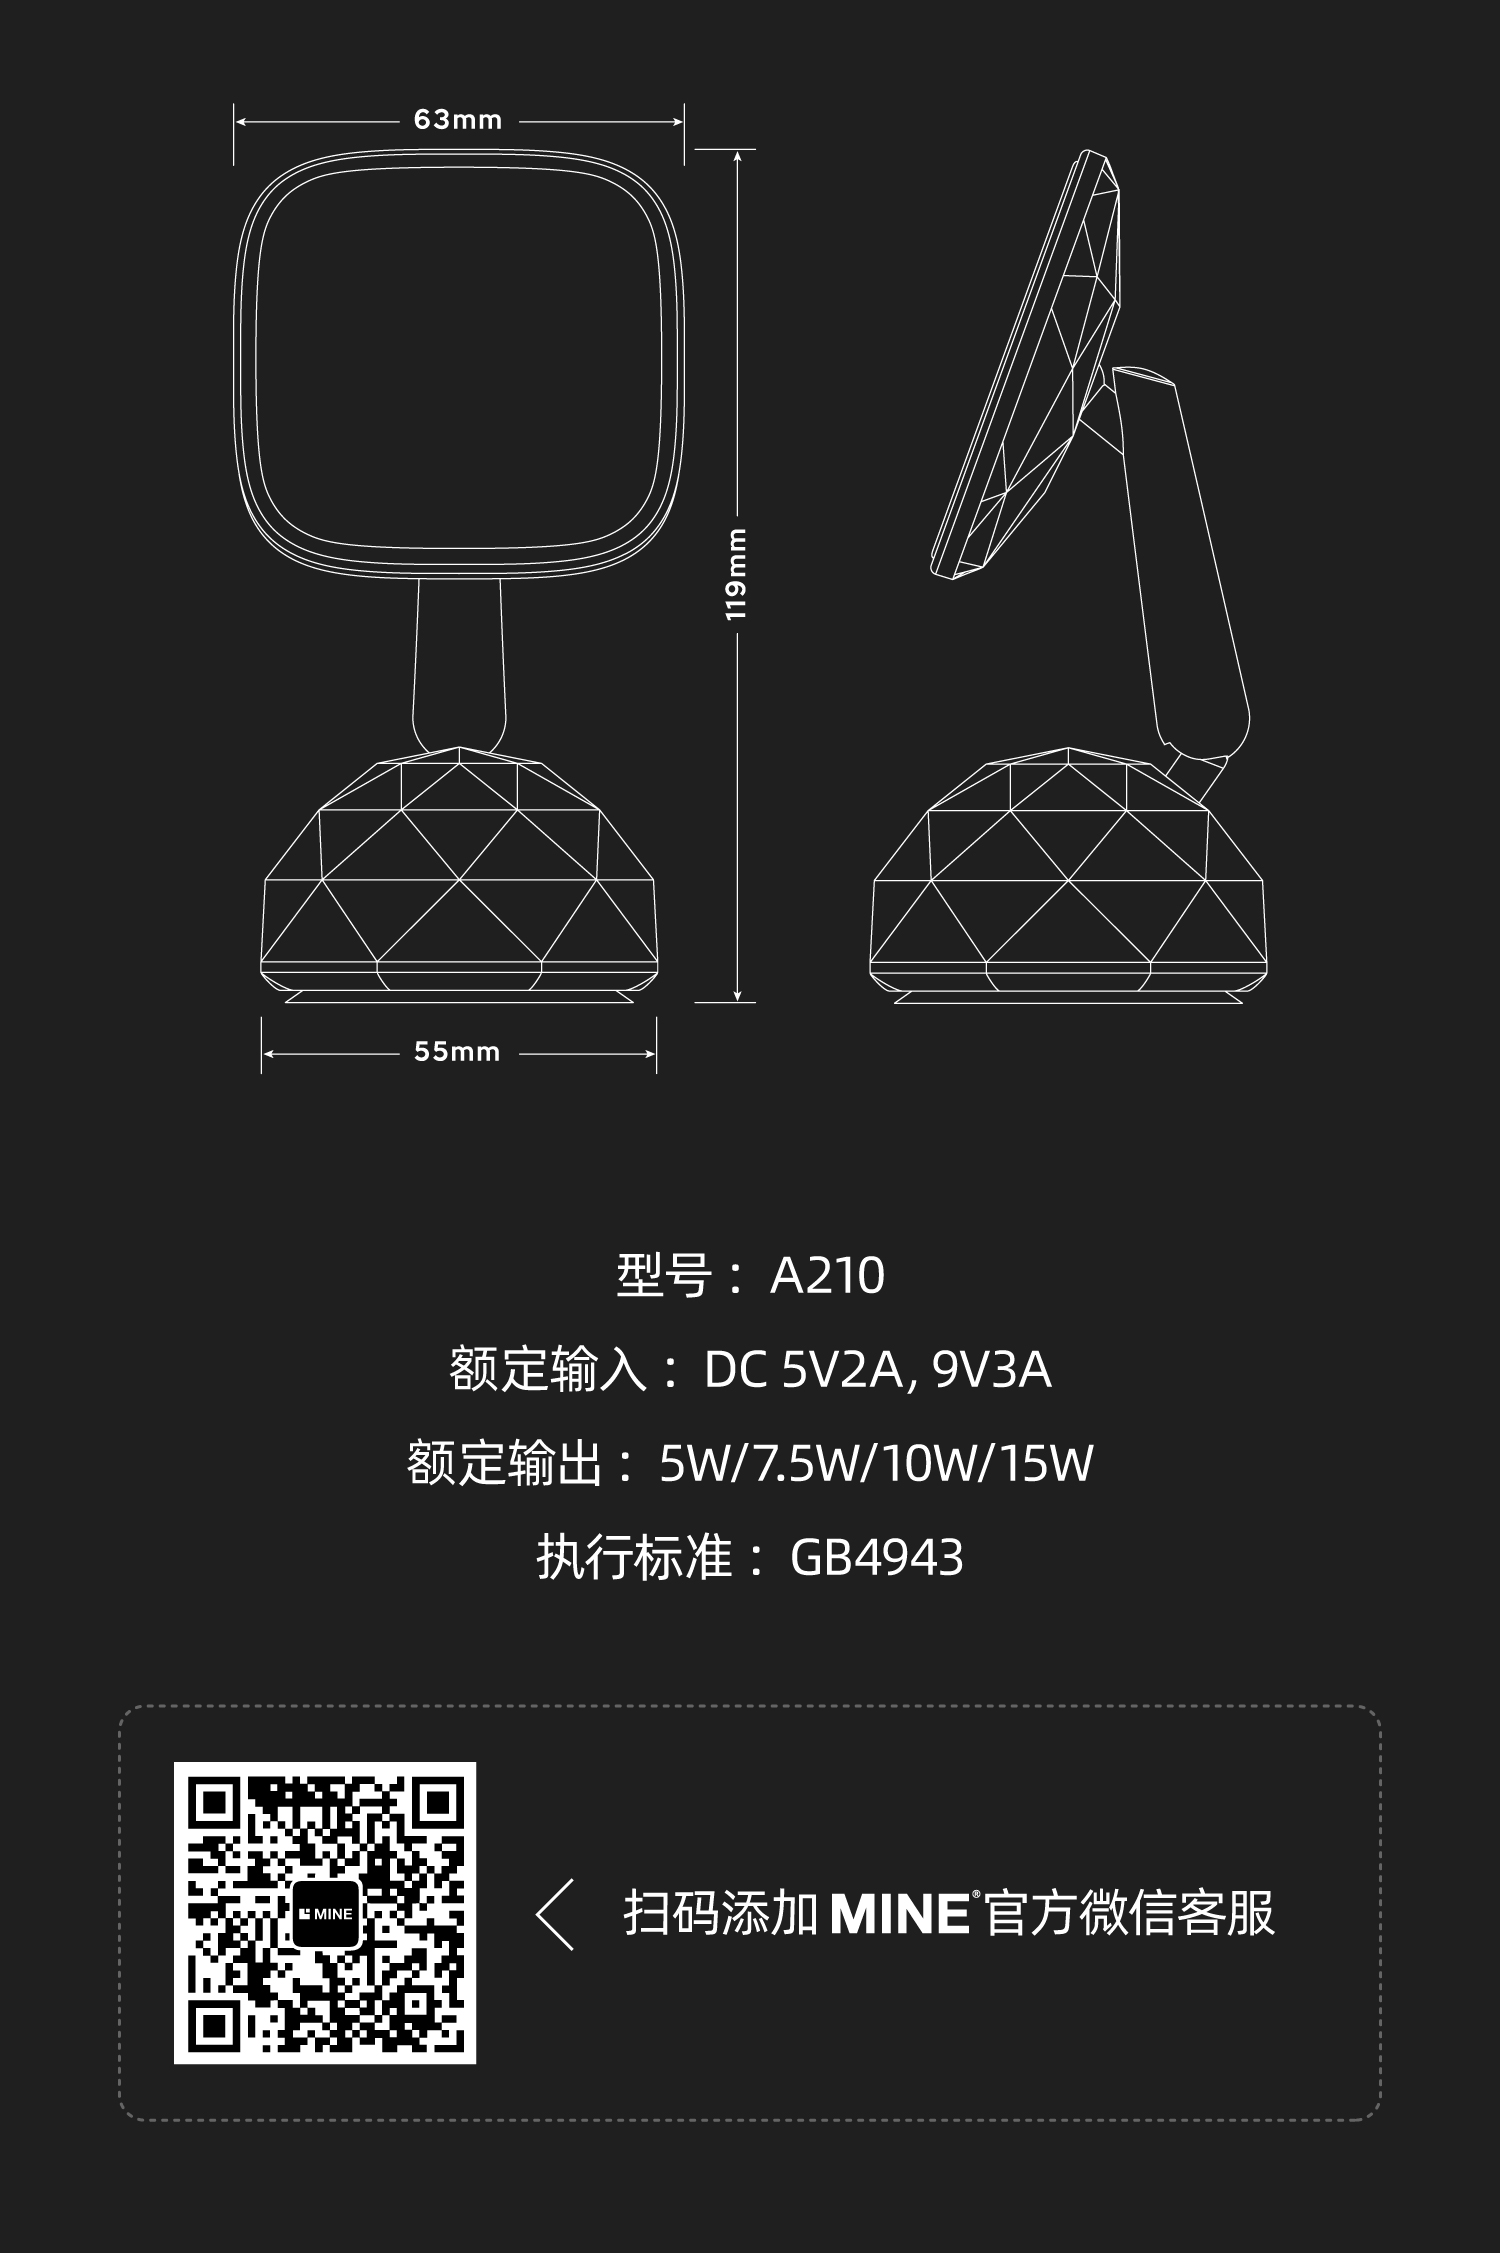 63mm
119mm
55mm
型号：A210
额定输入：DC 5V2A, 9V3A
额定输出：5W/7.5W/10W/15W
执行标准：GB4943
MINE
扫码添加 MINE®官方微信客服